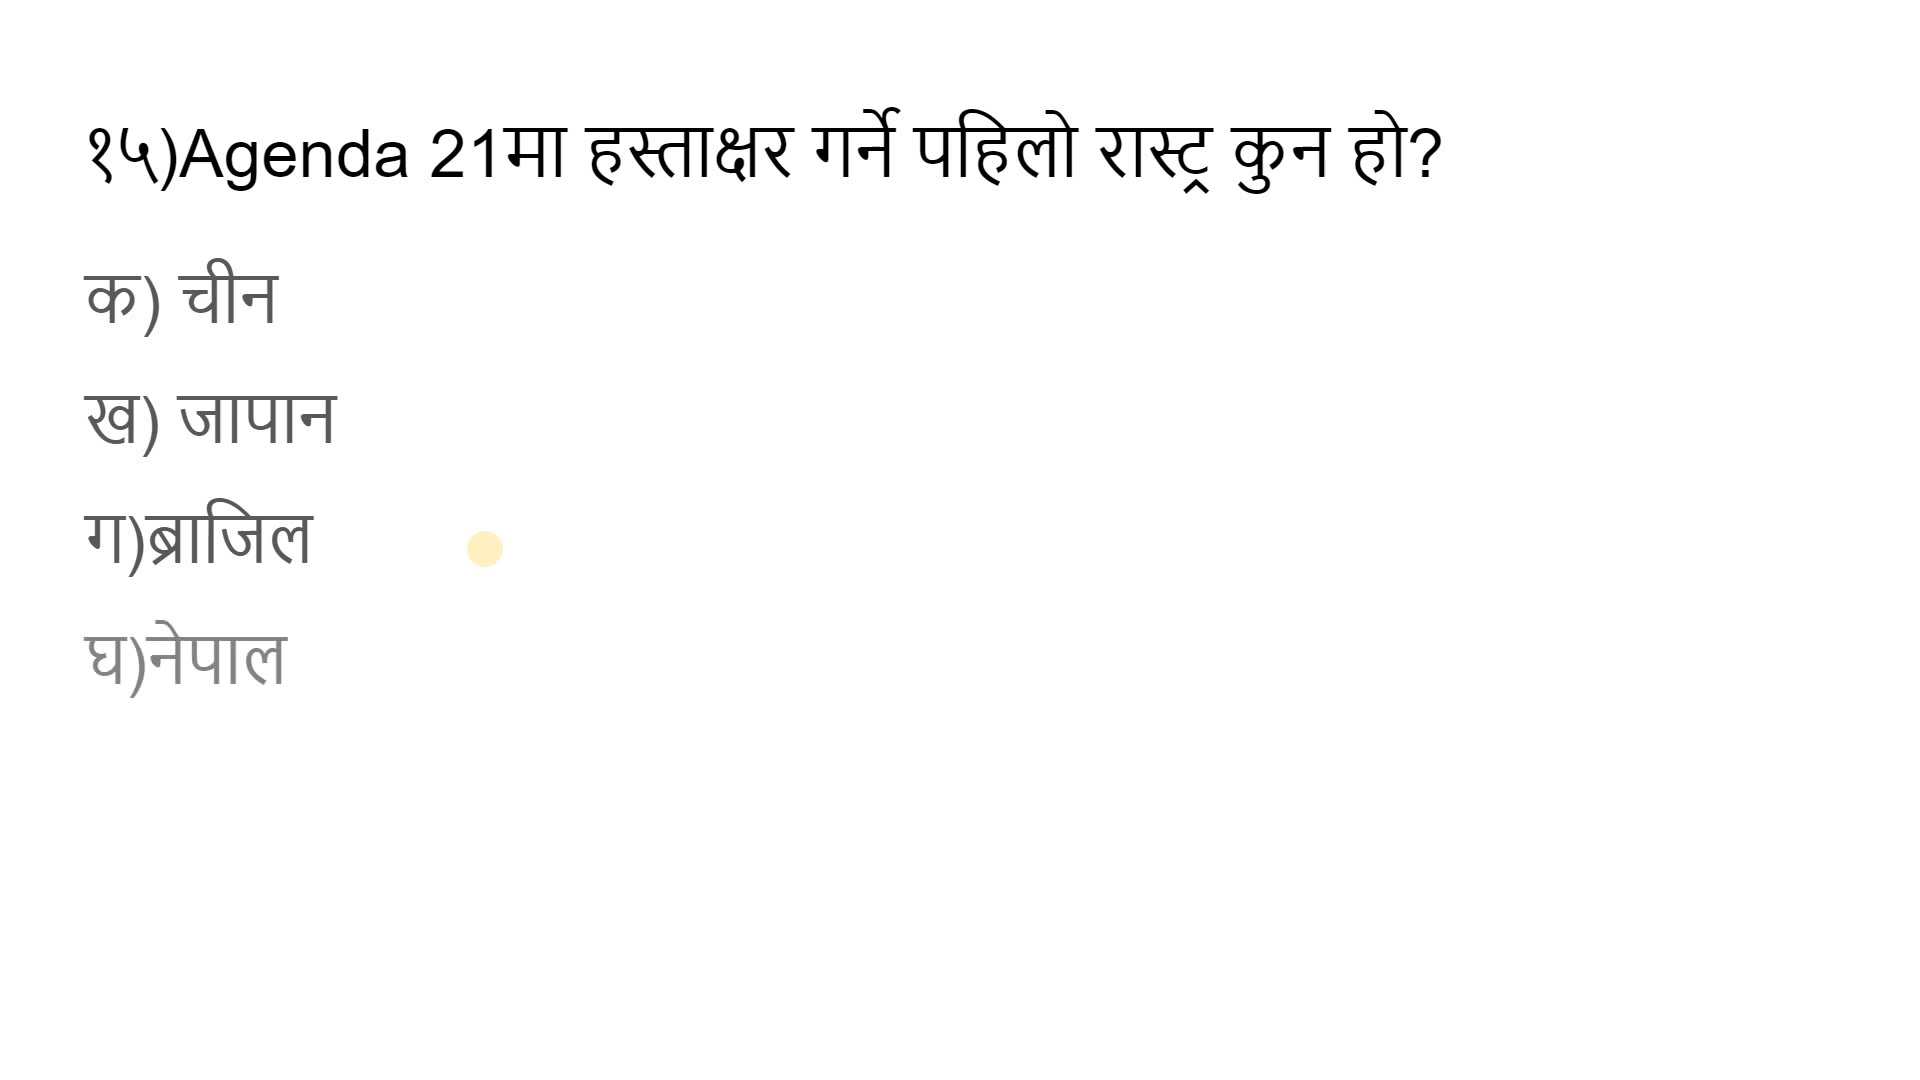 १५)Agenda 21मा हस्ताक्षर गर्ने पहिलो रास्ट्र कुन हो?
क) चीन
ख) जापान
ग)ब्राजिल
घ)नेपाल